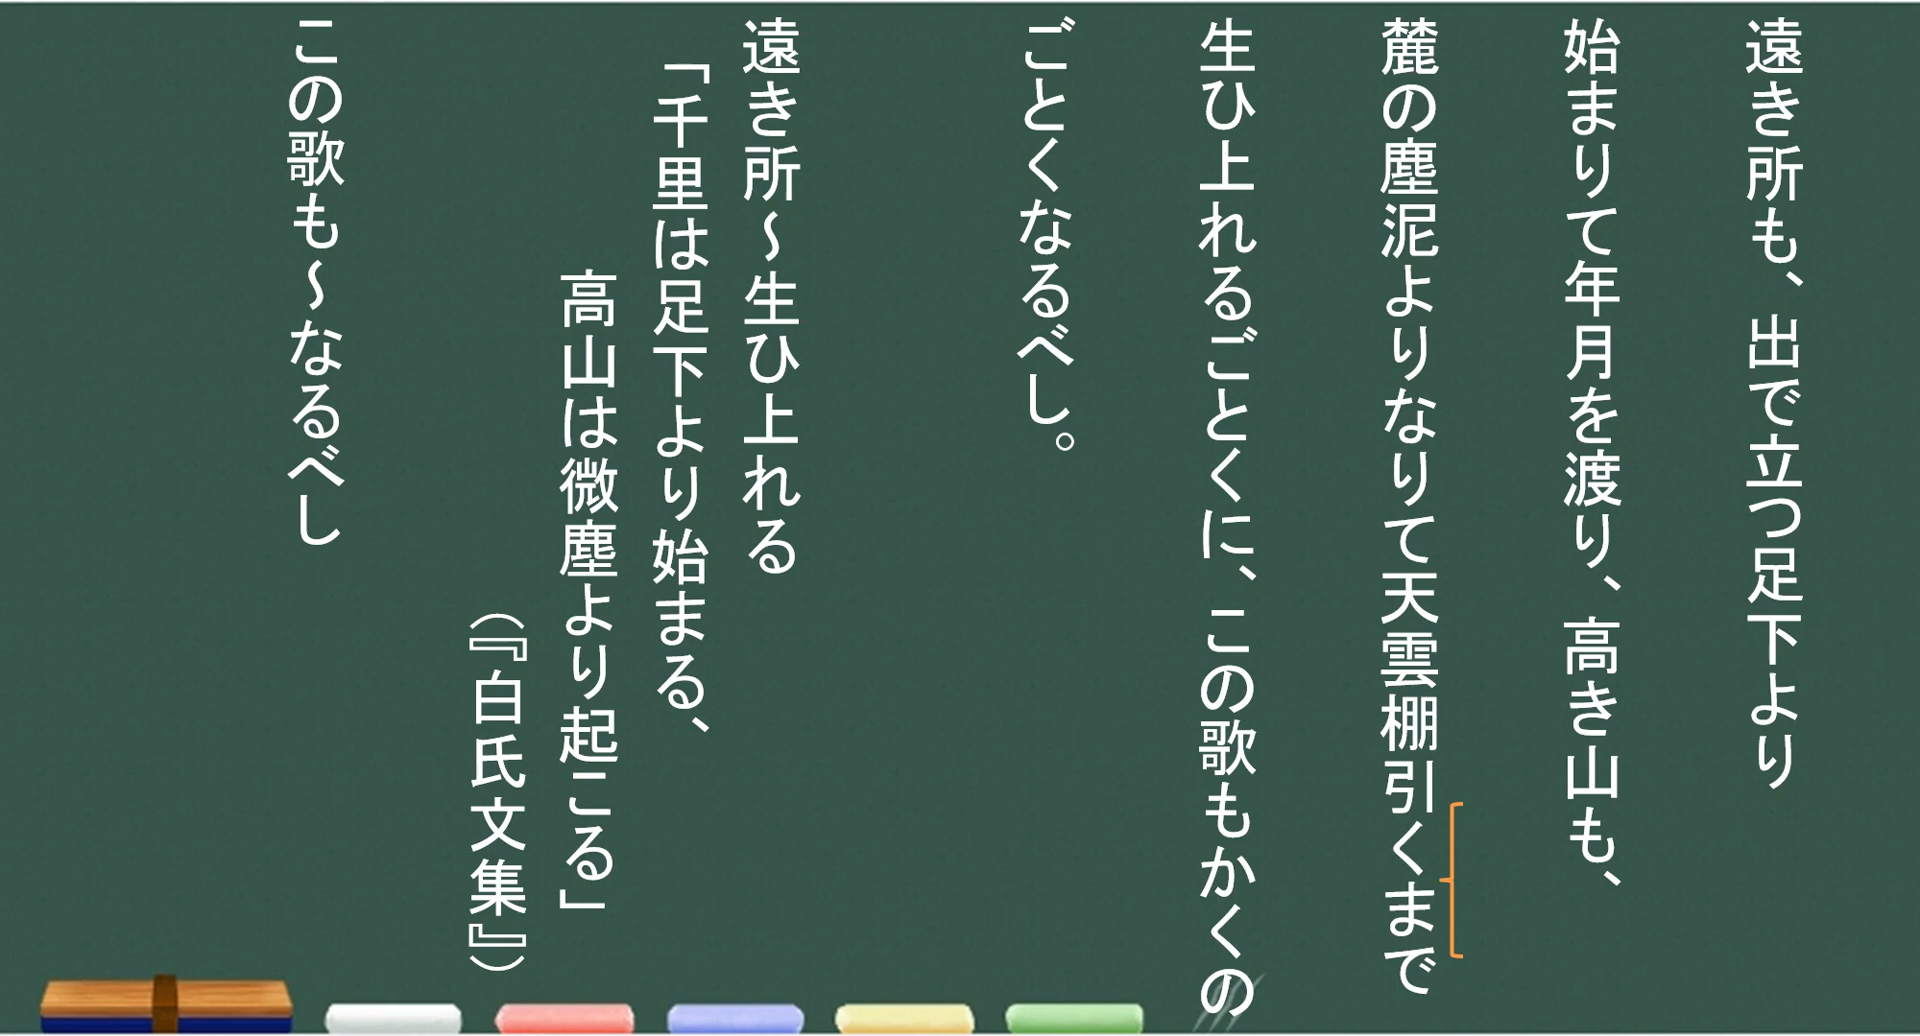 遠き所も、出で立つ足下より
始まりて年月を渡り、高き山も、
麓の塵泥よりなりて天雲棚引くまで
生ひ上れるごとくに、この歌もかくの
ごとくなるべし。
遠き所〜生ひ上れる
「千里は足下より始まる、
高山は微塵より起こる」
（『白氏文集』）
この歌も〜なるべし